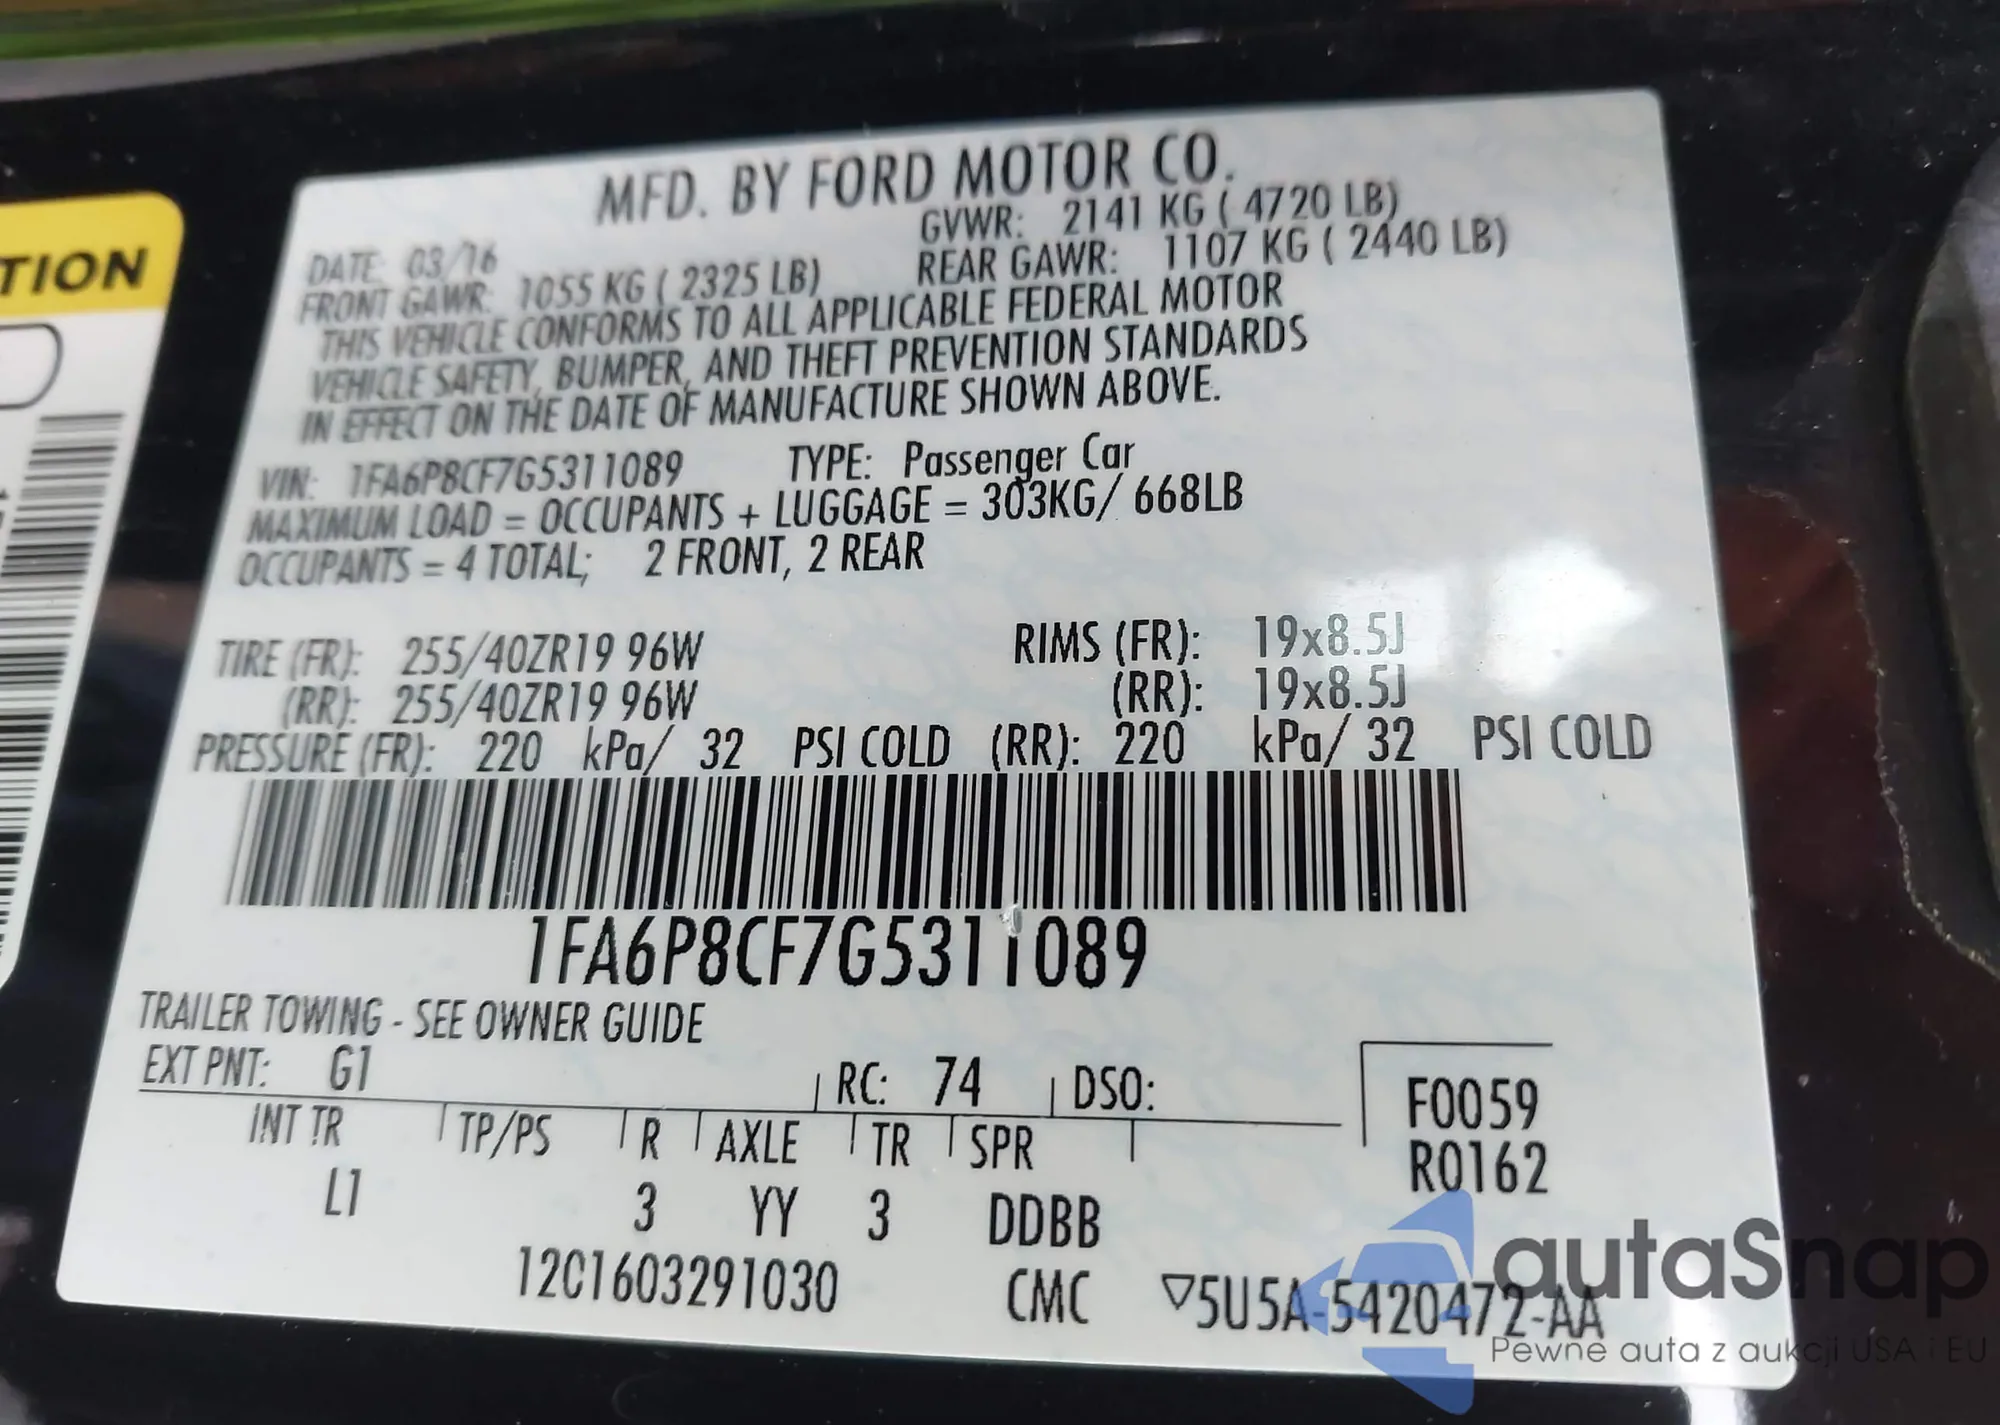 TION
MFD. BY FORD MOTOR CO.
DATE: 03/16 GVWR: 2141 KG ( 4720 LB)
FRONT GAWR: 1055 KG ( 2325 LB) REAR GAWR: 1107 KG ( 2440 LB)
THIS VEHICLE CONFORMS TO ALL APPLICABLE FEDERAL MOTOR
VEHICLE SAFETY, BUMPER, AND THEFT PREVENTION STANDARDS
IN EFFECT ON THE DATE OF MANUFACTURE SHOWN ABOVE.
VIN: 1FA6P8CF7G5311089 TYPE: Passenger Car
MAXIMUM LOAD = OCCUPANTS + LUGGAGE = 303KG/ 668LB
OCCUPANTS = 4 TOTAL; 2 FRONT, 2 REAR
TIRE (FR): 255/40ZR19 96W RIMS (FR): 19x8.5J
(RR): 255/40ZR19 96W (RR): 19x8.5J
PRESSURE (FR): 220 kPa/ 32 PSI COLD (RR): 220 kPa/ 32 PSI COLD
1FA6P8CF7G5311089
TRAILER TOWING - SEE OWNER GUIDE
EXT PNT: G1 RC: 74 DSO: F0059
INT TR TP/PS R AXLE TR SPR R0162
L1 3 YY 3 DDBB
12C1603291030 CMC ▽5U5A-5420472-AA
autaSnap
Pewne auta z aukcji USA i EU